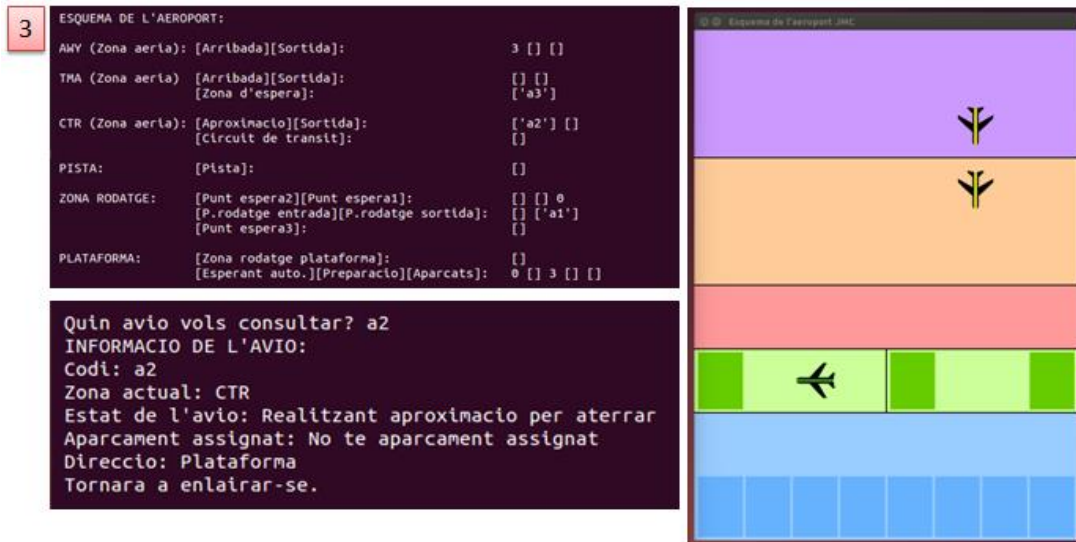 3
ESQUEMA DE L'AEROPORT:
AWY (Zona aeria): [Arribada][Sortida]: 3 [] []
TMA (Zona aeria) [Arribada][Sortida]: [] []
[Zona d'espera]: ['a3']
CTR (Zona aeria): [Aproximacio][Sortida]: ['a2'] []
[Circuit de transit]: []
PISTA: [Pista]: []
ZONA RODATGE: [Punt espera2][Punt espera1]: [] [] 0
[P.rodatge entrada][P.rodatge sortida]: [] ['a1']
[Punt espera3]: []
PLATAFORMA: [Zona rodatge plataforma]: []
[Esperant auto.][Preparacio][Aparcats]: 0 [] 3 [] []
Quin avio vols consultar? a2
INFORMACIO DE L'AVIO:
Codi: a2
Zona actual: CTR
Estat de l'avio: Realitzant aproximacio per aterrar
Aparcament assignat: No te aparcament assignat
Direccio: Plataforma
Tornara a enlairar-se.
Esquema de l'aeroport JMC